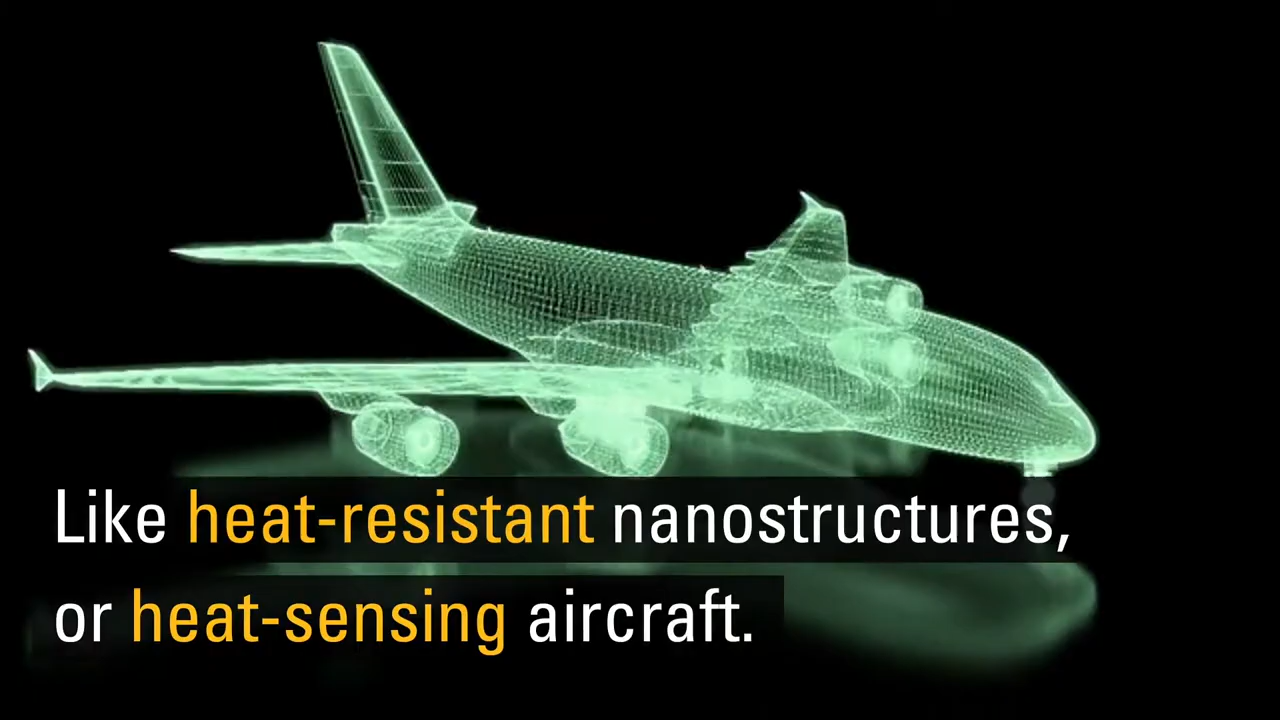 Like heat-resistant nanostructures,
or heat-sensing aircraft.